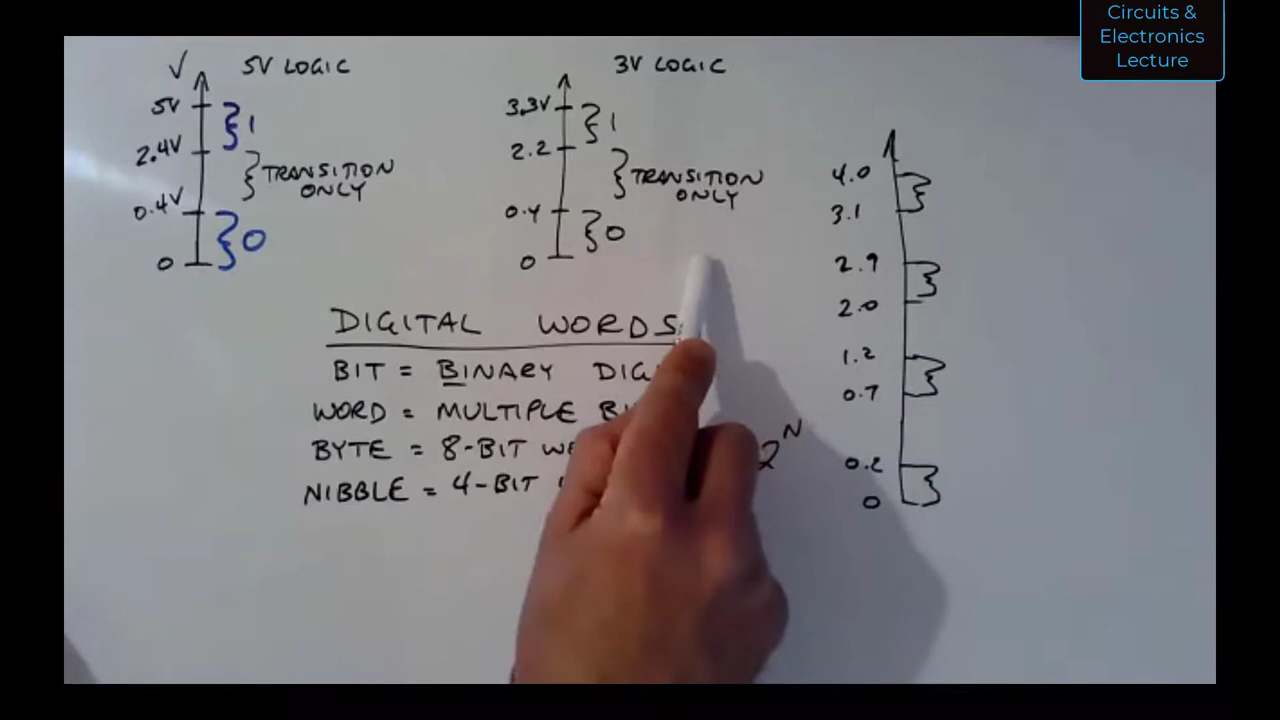 Circuits &
Electronics
Lecture
V 5V LOGIC
5V
1
2.4V
TRANSITION
ONLY
0.4V
0
0
3V LOGIC
3.3V
1
2.2
TRANSITION
ONLY
0.4
0
0
4.0
3.1
2.9
2.0
1.2
0.7
0.2
0
DIGITAL WORDS
BIT = BINARY DIG
WORD = MULTIPLE
BYTE = 8-BIT
NIBBLE = 4-BIT
2^N